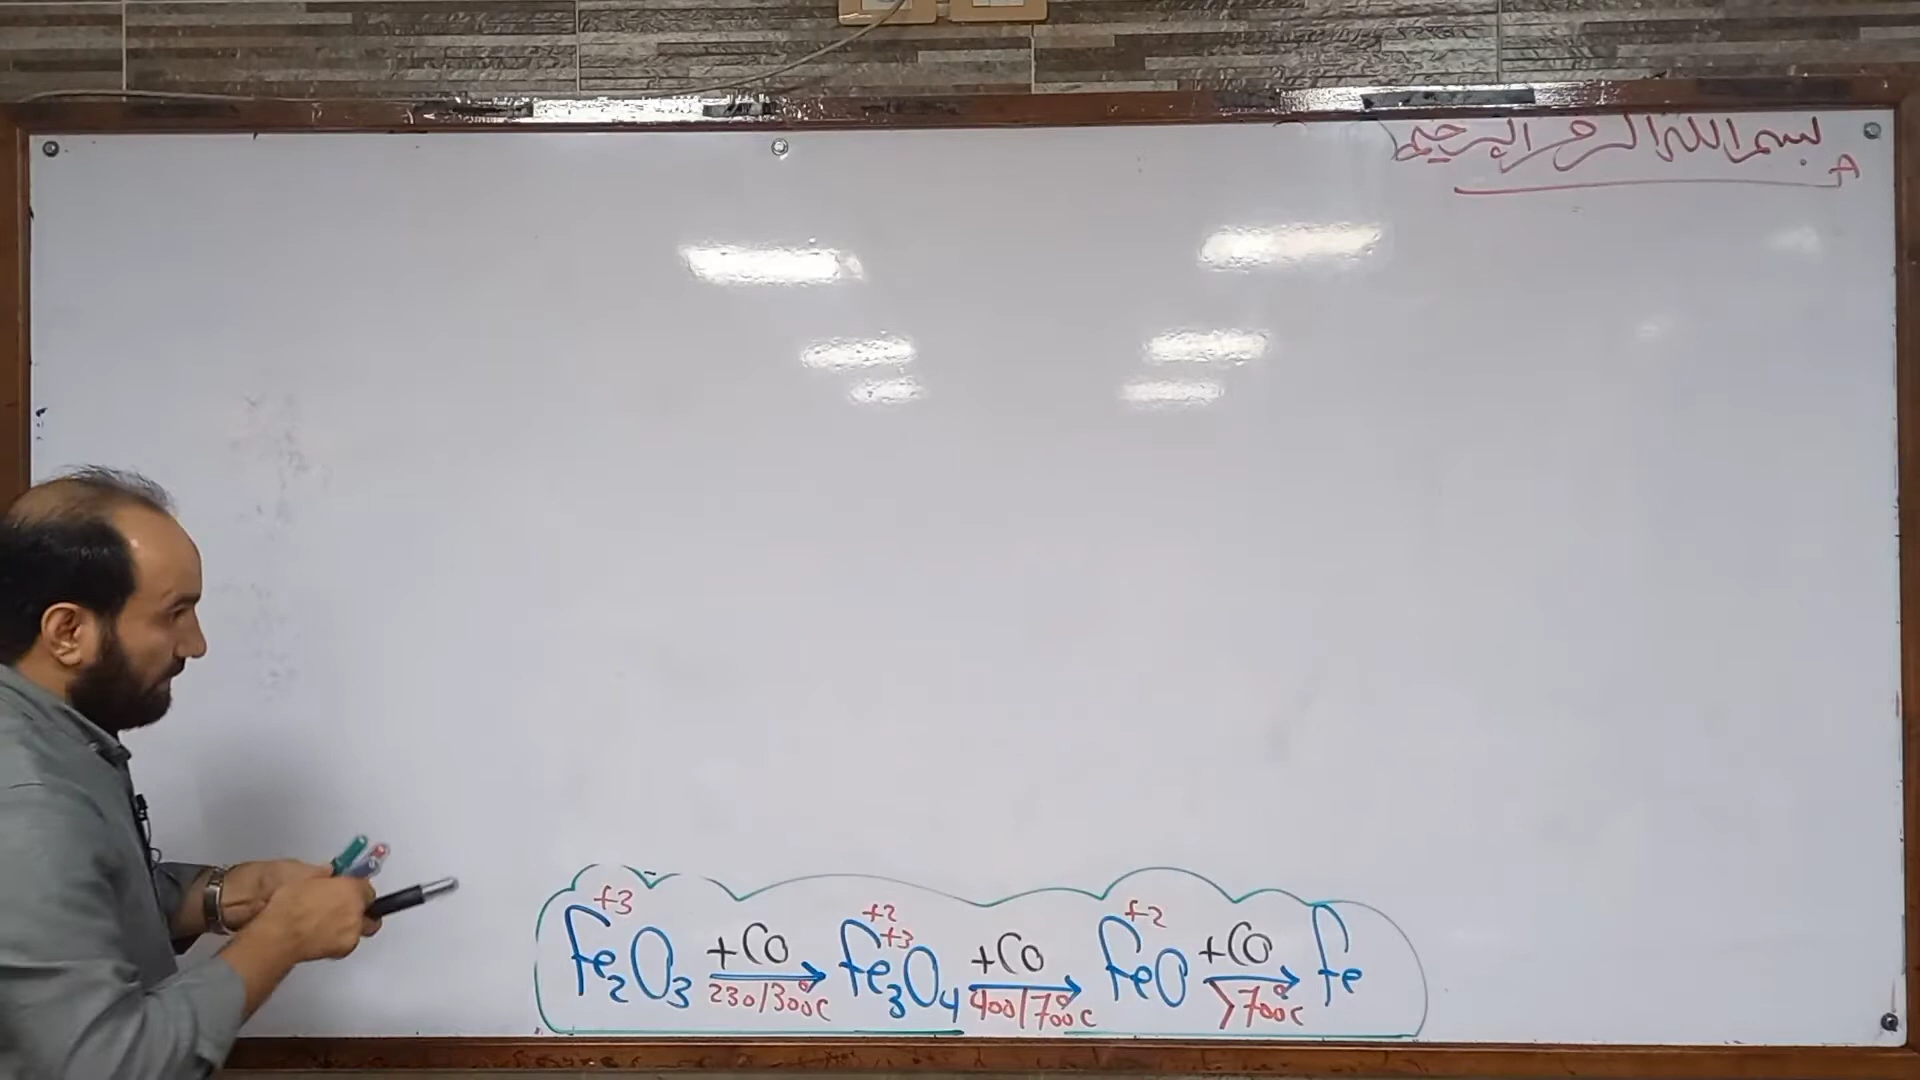 بسم الله الرحمن الرحيم
+3 +2 +3 +2
Fe₂O₃ +CO → 230/300°C Fe₃O₄ +CO → 400/700°C FeO +CO → >700°C Fe